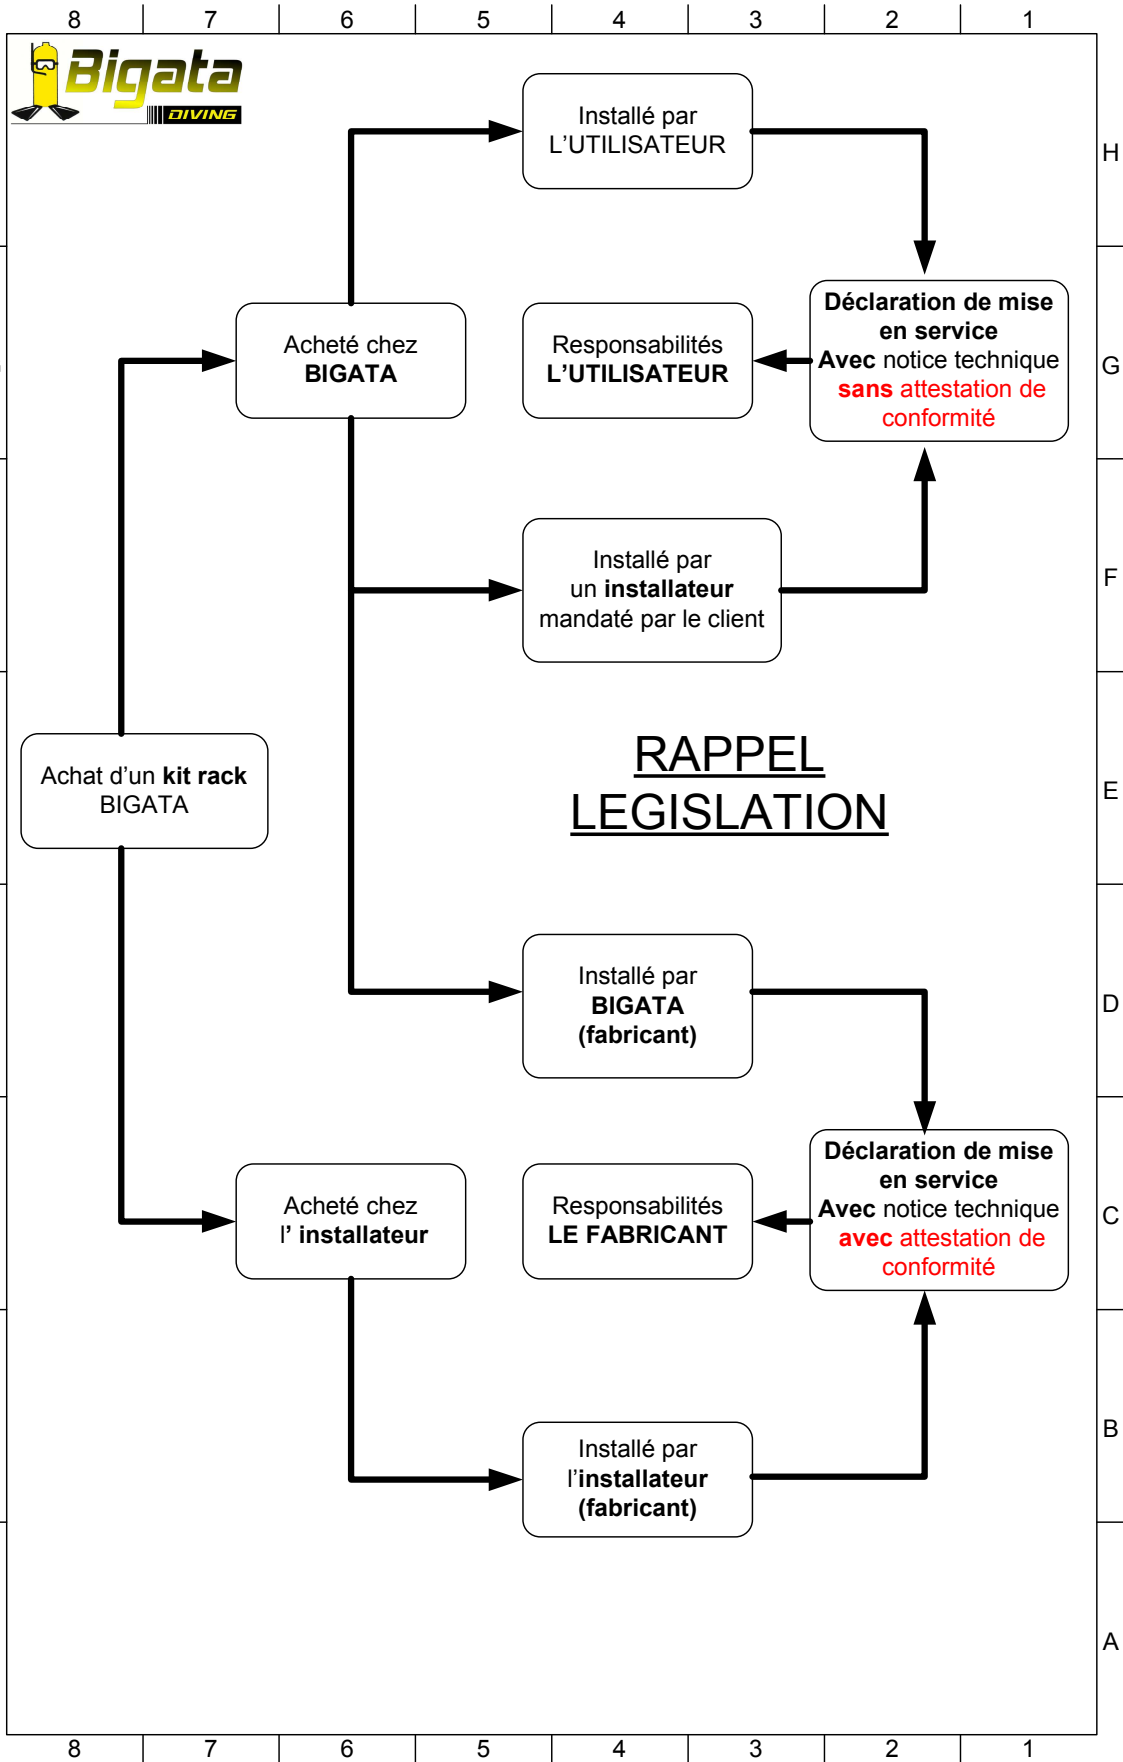 8 7 6 5 4 3 2 1
Bigata
DIVING
Installé par
L'UTILISATEUR
H
Acheté chez
BIGATA
Responsabilités
L'UTILISATEUR
Déclaration de mise
en service
Avec notice technique
sans attestation de
conformité
G
Installé par
un installateur
mandaté par le client
F
Achat d'un kit rack
BIGATA
RAPPEL
LEGISLATION
E
Installé par
BIGATA
(fabricant)
D
Acheté chez
l' installateur
Responsabilités
LE FABRICANT
Déclaration de mise
en service
Avec notice technique
avec attestation de
conformité
C
Installé par
l'installateur
(fabricant)
B
A
8 7 6 5 4 3 2 1